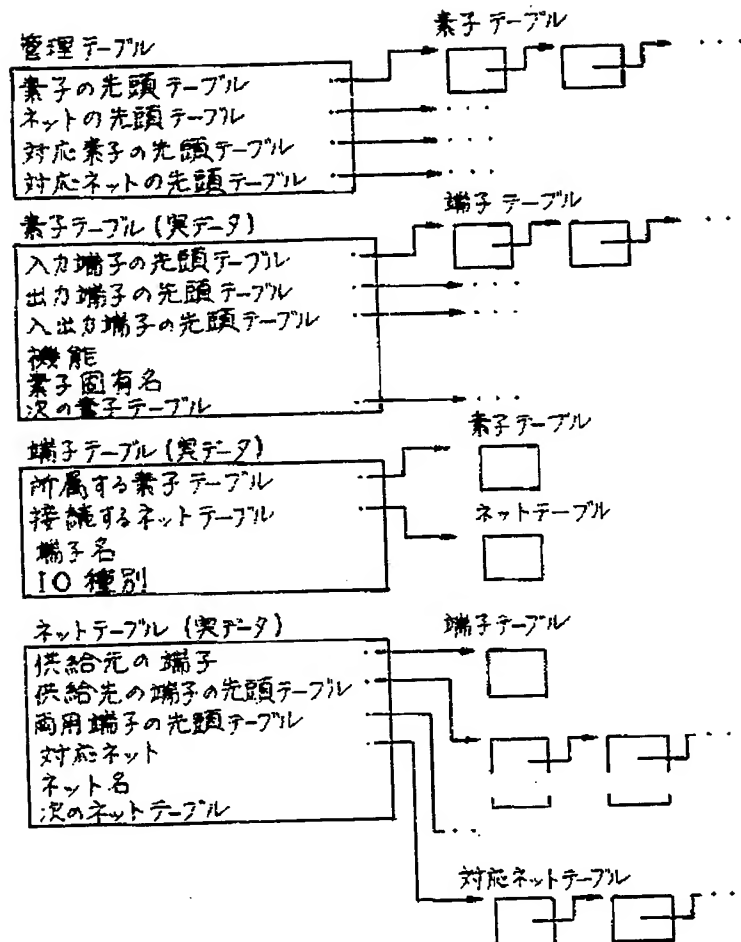 管理テーブル
素子テーブル
素子の先頭テーブル
ネットの先頭テーブル
対応素子の先頭テーブル
対応ネットの先頭テーブル
素子テーブル(実データ)
端子テーブル
入力端子の先頭テーブル
出力端子の先頭テーブル
入出力端子の先頭テーブル
機能
素子固有名
次の素子テーブル
端子テーブル(実データ)
素子テーブル
所属する素子テーブル
接続するネットテーブル
ネットテーブル
端子名
IO種別
ネットテーブル(実データ)
端子テーブル
供給元の端子
供給先の端子の先頭テーブル
両用端子の先頭テーブル
対応ネット
ネット名
次のネットテーブル
対応ネットテーブル